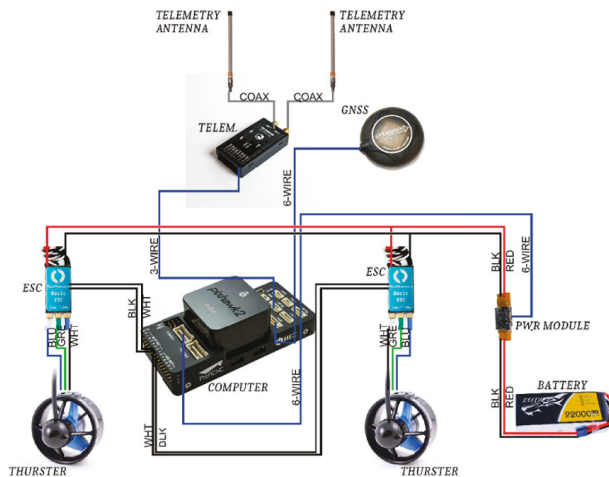 TELEMETRY
ANTENNA
TELEMETRY
ANTENNA
COAX
COAX
GNSS
TELEM.
6-WIRE
3-WIRE
6-WIRE
BLK
RED
ESC
ESC
Basic
ESC
Basic
ESC
BLK
WHT
pixhawk2
PWR MODULE
BLU
GRE
WHT
WHT
GRE
BLU
COMPUTER
6-WIRE
WHT
DLK
BLK
RED
BATTERY
22000
THURSTER
THURSTER